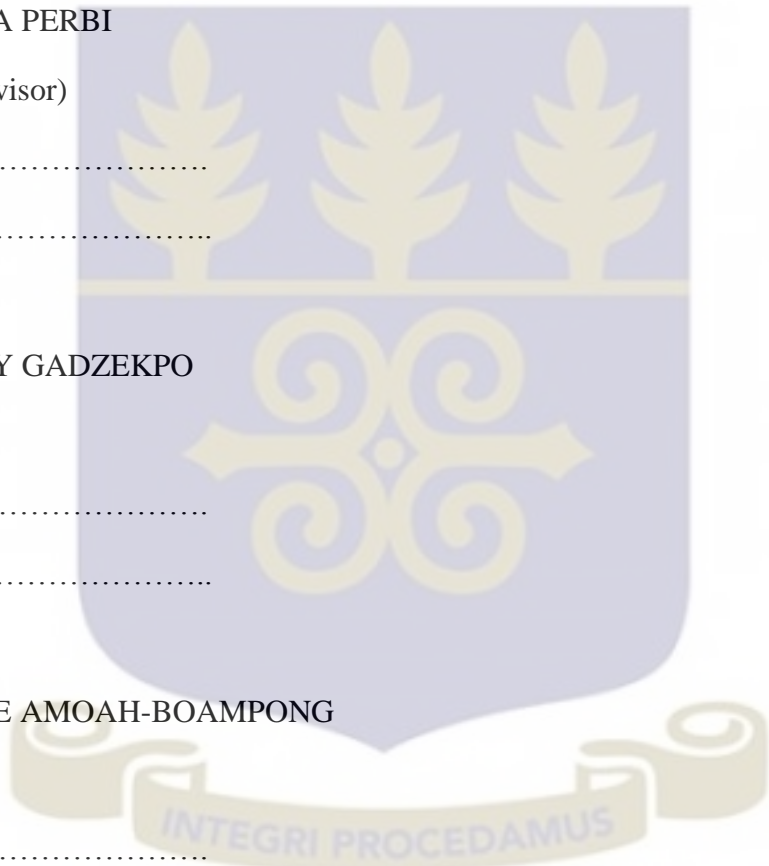 A PERBI
visor)
………………….
…………………..
Y GADZEKPO
………………….
…………………..
E AMOAH-BOAMPONG
INTEGRI PROCEDAMUS
………………….